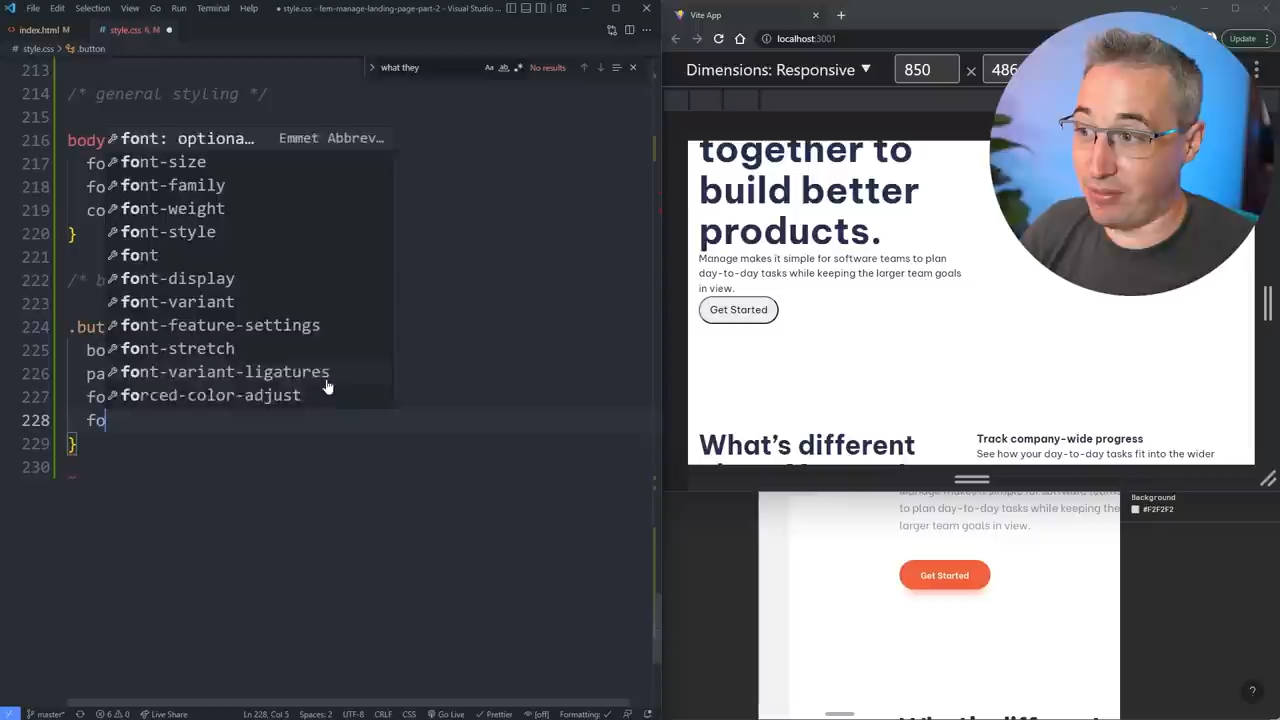 File Edit Selection View Go Run Terminal Help
● style.css - fem-manage-landing-page-part-2 - Visual Studio ...
index.html M
style.css 6, M ●
style.css > .button
what they
Aa ab
No results
213
214 /* general styling */
215
216 body
217 fo
218 fo
219 co
220 }
221
222 /* b
223
224 .but
225 bo
226 pa
227 fo
228 fo
229 }
230
font: optiona… Emmet Abbrev…
font-size
font-family
font-weight
font-style
font
font-display
font-variant
font-feature-settings
font-stretch
font-variant-ligatures
forced-color-adjust
master* 6 0 Live Share
Ln 228, Col 5 Spaces: 2 UTF-8 CRLF CSS Go Live Prettier [off] Formatting: ✓
Vite App
localhost:3001
Update
Dimensions: Responsive ▼ 850 × 486
together to
build better
products.
Manage makes it simple for software teams to plan
day-to-day tasks while keeping the larger team goals
in view.
Get Started
What’s different
Track company-wide progress
See how your day-to-day tasks fit into the wider
to plan day-to-day tasks while keeping the
larger team goals in view.
Get Started
Background
#F2F2F2
?